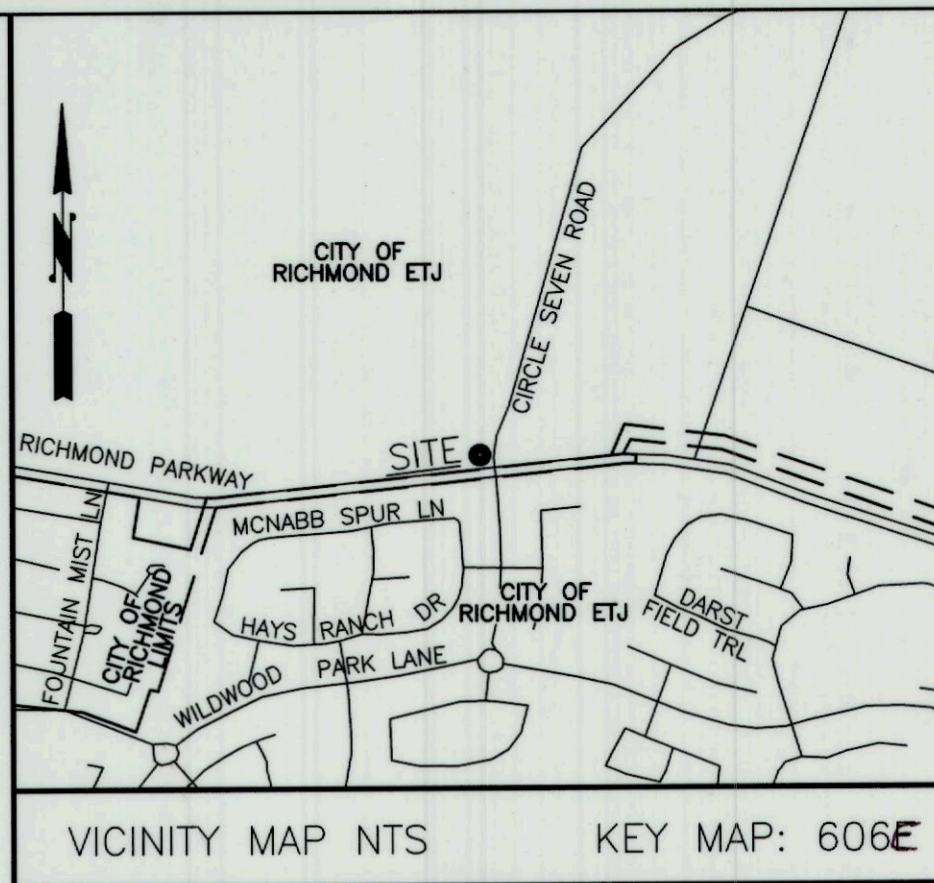 CITY OF
RICHMOND ETJ
CIRCLE SEVEN ROAD
N
RICHMOND PARKWAY
SITE
MCNABB SPUR LN
FOUNTAIN MIST LN
CITY OF
RICHMOND
LIMITS
HAYS RANCH DR
CITY OF
RICHMOND ETJ
DARST
FIELD TRL
WILDWOOD PARK LANE
VICINITY MAP NTS
KEY MAP: 606E